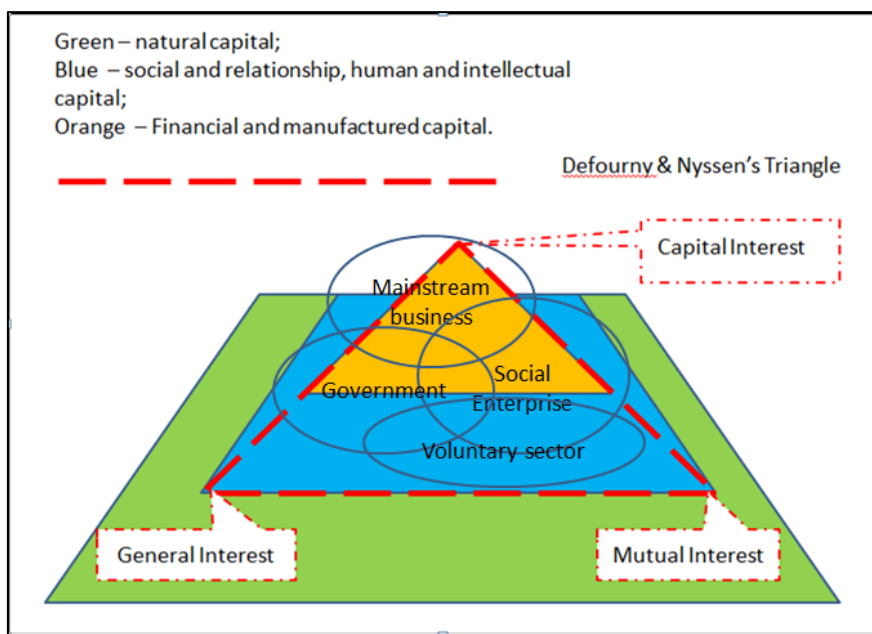 Green – natural capital;
Blue – social and relationship, human and intellectual
capital;
Orange – Financial and manufactured capital.
Defourny & Nyssen's Triangle
Capital Interest
Mainstream
business
Social
Government
Enterprise
Voluntary sector
General Interest
Mutual Interest